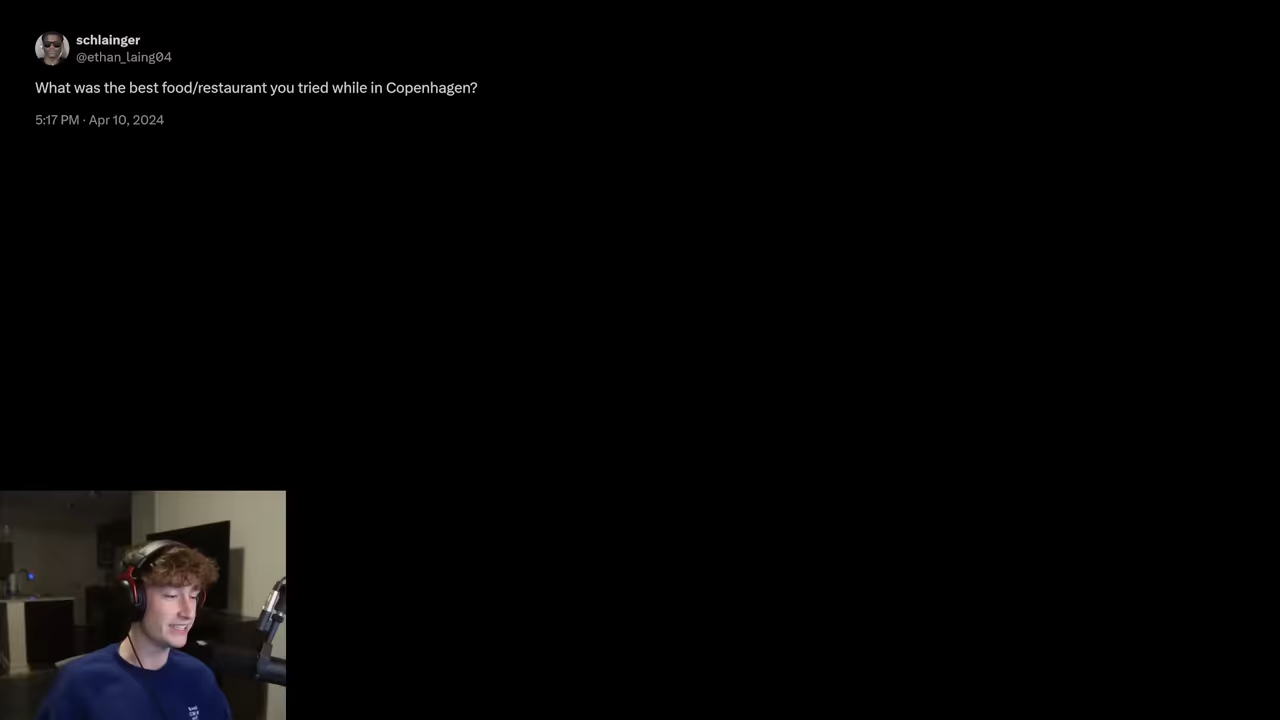 schlainger
@ethan_laing04
What was the best food/restaurant you tried while in Copenhagen?
5:17 PM · Apr 10, 2024